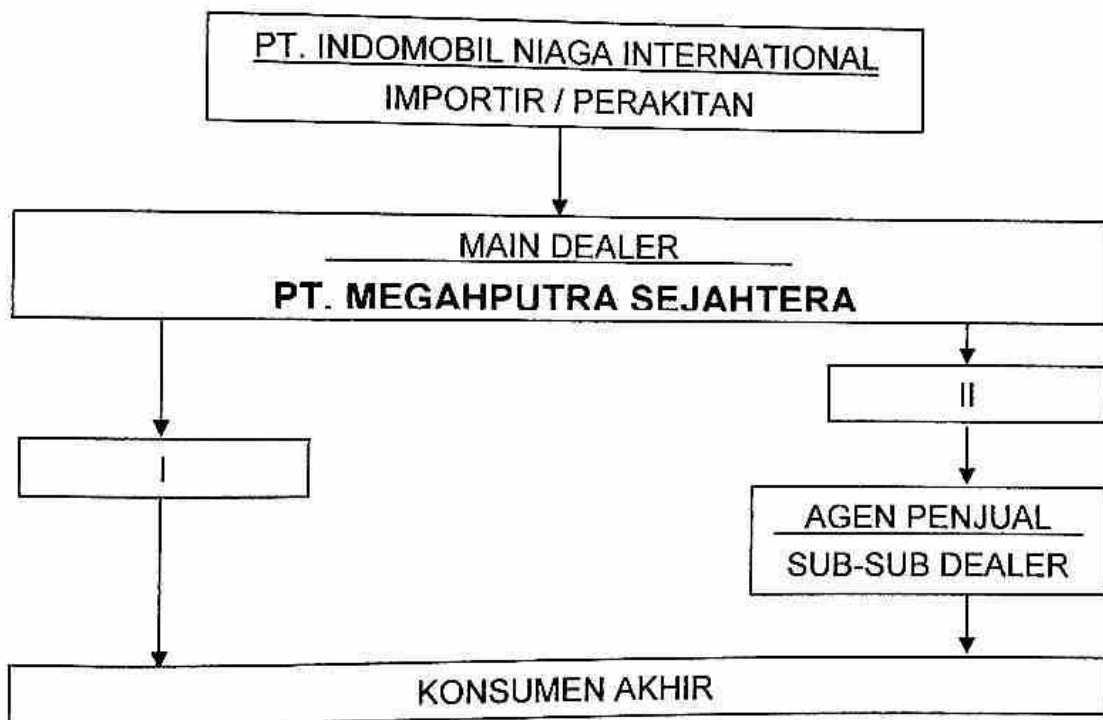 PT. INDOMOBIL NIAGA INTERNATIONAL
IMPORTIR / PERAKITAN
MAIN DEALER
PT. MEGAHPUTRA SEJAHTERA
II
I
AGEN PENJUAL
SUB-SUB DEALER
KONSUMEN AKHIR